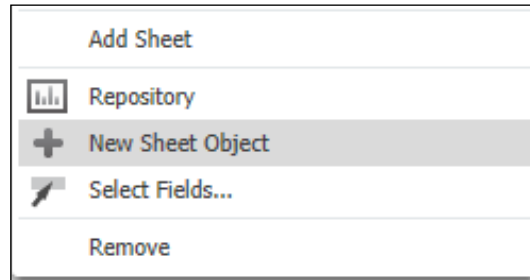 Add Sheet
Repository
New Sheet Object
Select Fields...
Remove